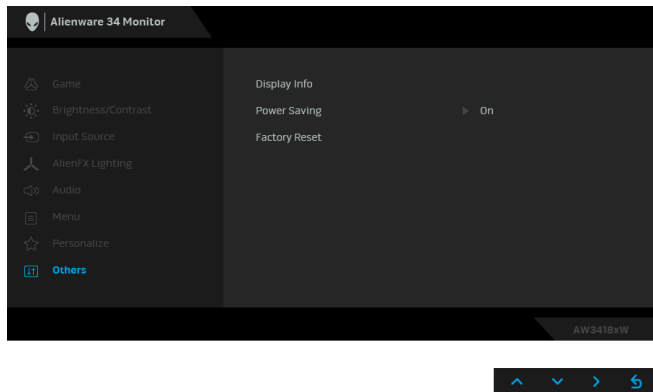 Alienware 34 Monitor
Game
Display Info
Brightness/Contrast
Power Saving On
Input Source
Factory Reset
AlienFX Lighting
Audio
Menu
Personalize
Others
AW3418xW